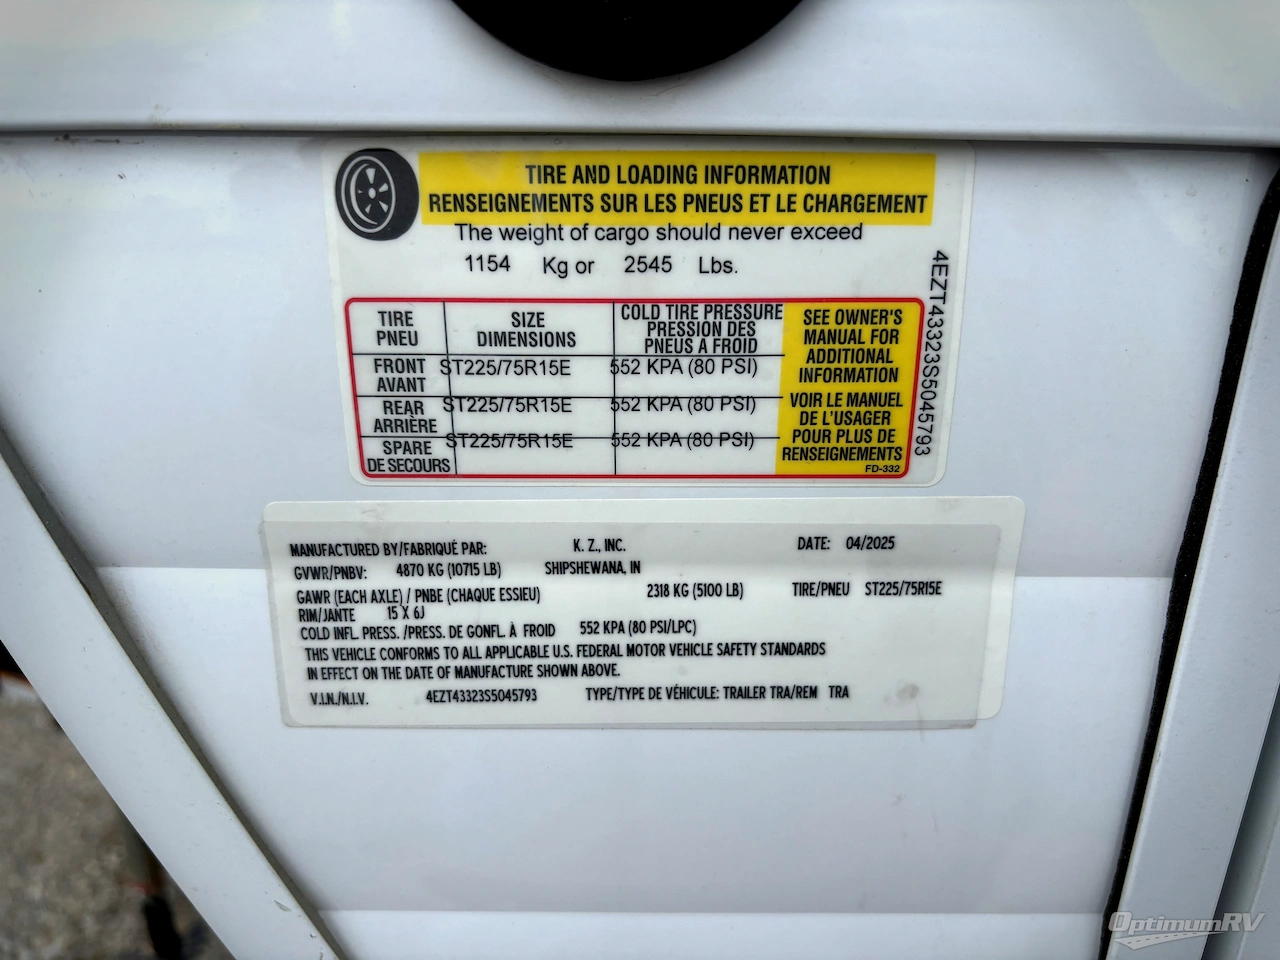 TIRE AND LOADING INFORMATION
RENSEIGNEMENTS SUR LES PNEUS ET LE CHARGEMENT
The weight of cargo should never exceed
1154 Kg or 2545 Lbs.
TIRE PNEU
SIZE DIMENSIONS
COLD TIRE PRESSURE
PRESSION DES
PNEUS A FROID
FRONT AVANT ST225/75R15E 552 KPA (80 PSI)
REAR ARRIÈRE ST225/75R15E 552 KPA (80 PSI)
SPARE DE SECOURS ST225/75R15E 552 KPA (80 PSI)
SEE OWNER'S
MANUAL FOR
ADDITIONAL
INFORMATION
VOIR LE MANUEL
DE L'USAGER
POUR PLUS DE
RENSEIGNEMENTS
FD-332
4EZT43323S5045793
MANUFACTURED BY/FABRIQUÉ PAR: K. Z., INC. DATE: 04/2025
GVWR/PNBV: 4870 KG (10715 LB) SHIPSHEWANA, IN
GAWR (EACH AXLE) / PNBE (CHAQUE ESSIEU) 2318 KG (5100 LB) TIRE/PNEU ST225/75R15E
RIM/JANTE 15 X 6J
COLD INFL. PRESS. /PRESS. DE GONFL. À FROID 552 KPA (80 PSI/LPC)
THIS VEHICLE CONFORMS TO ALL APPLICABLE U.S. FEDERAL MOTOR VEHICLE SAFETY STANDARDS
IN EFFECT ON THE DATE OF MANUFACTURE SHOWN ABOVE.
V.I.N./N.I.V. 4EZT43323S5045793 TYPE/TYPE DE VÉHICULE: TRAILER TRA/REM TRA
OptimumRV